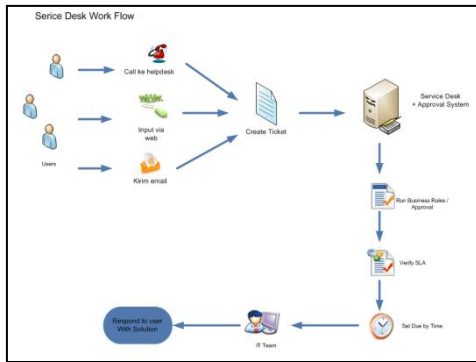 Serice Desk Work Flow
Call ke helpdesk
Input via
web
Kirim email
Users
Create Ticket
Service Desk
+ Approval System
Run Business Rules /
Approval
Verify SLA
Set Due by Time
IT Team
Respond to user
With Solution